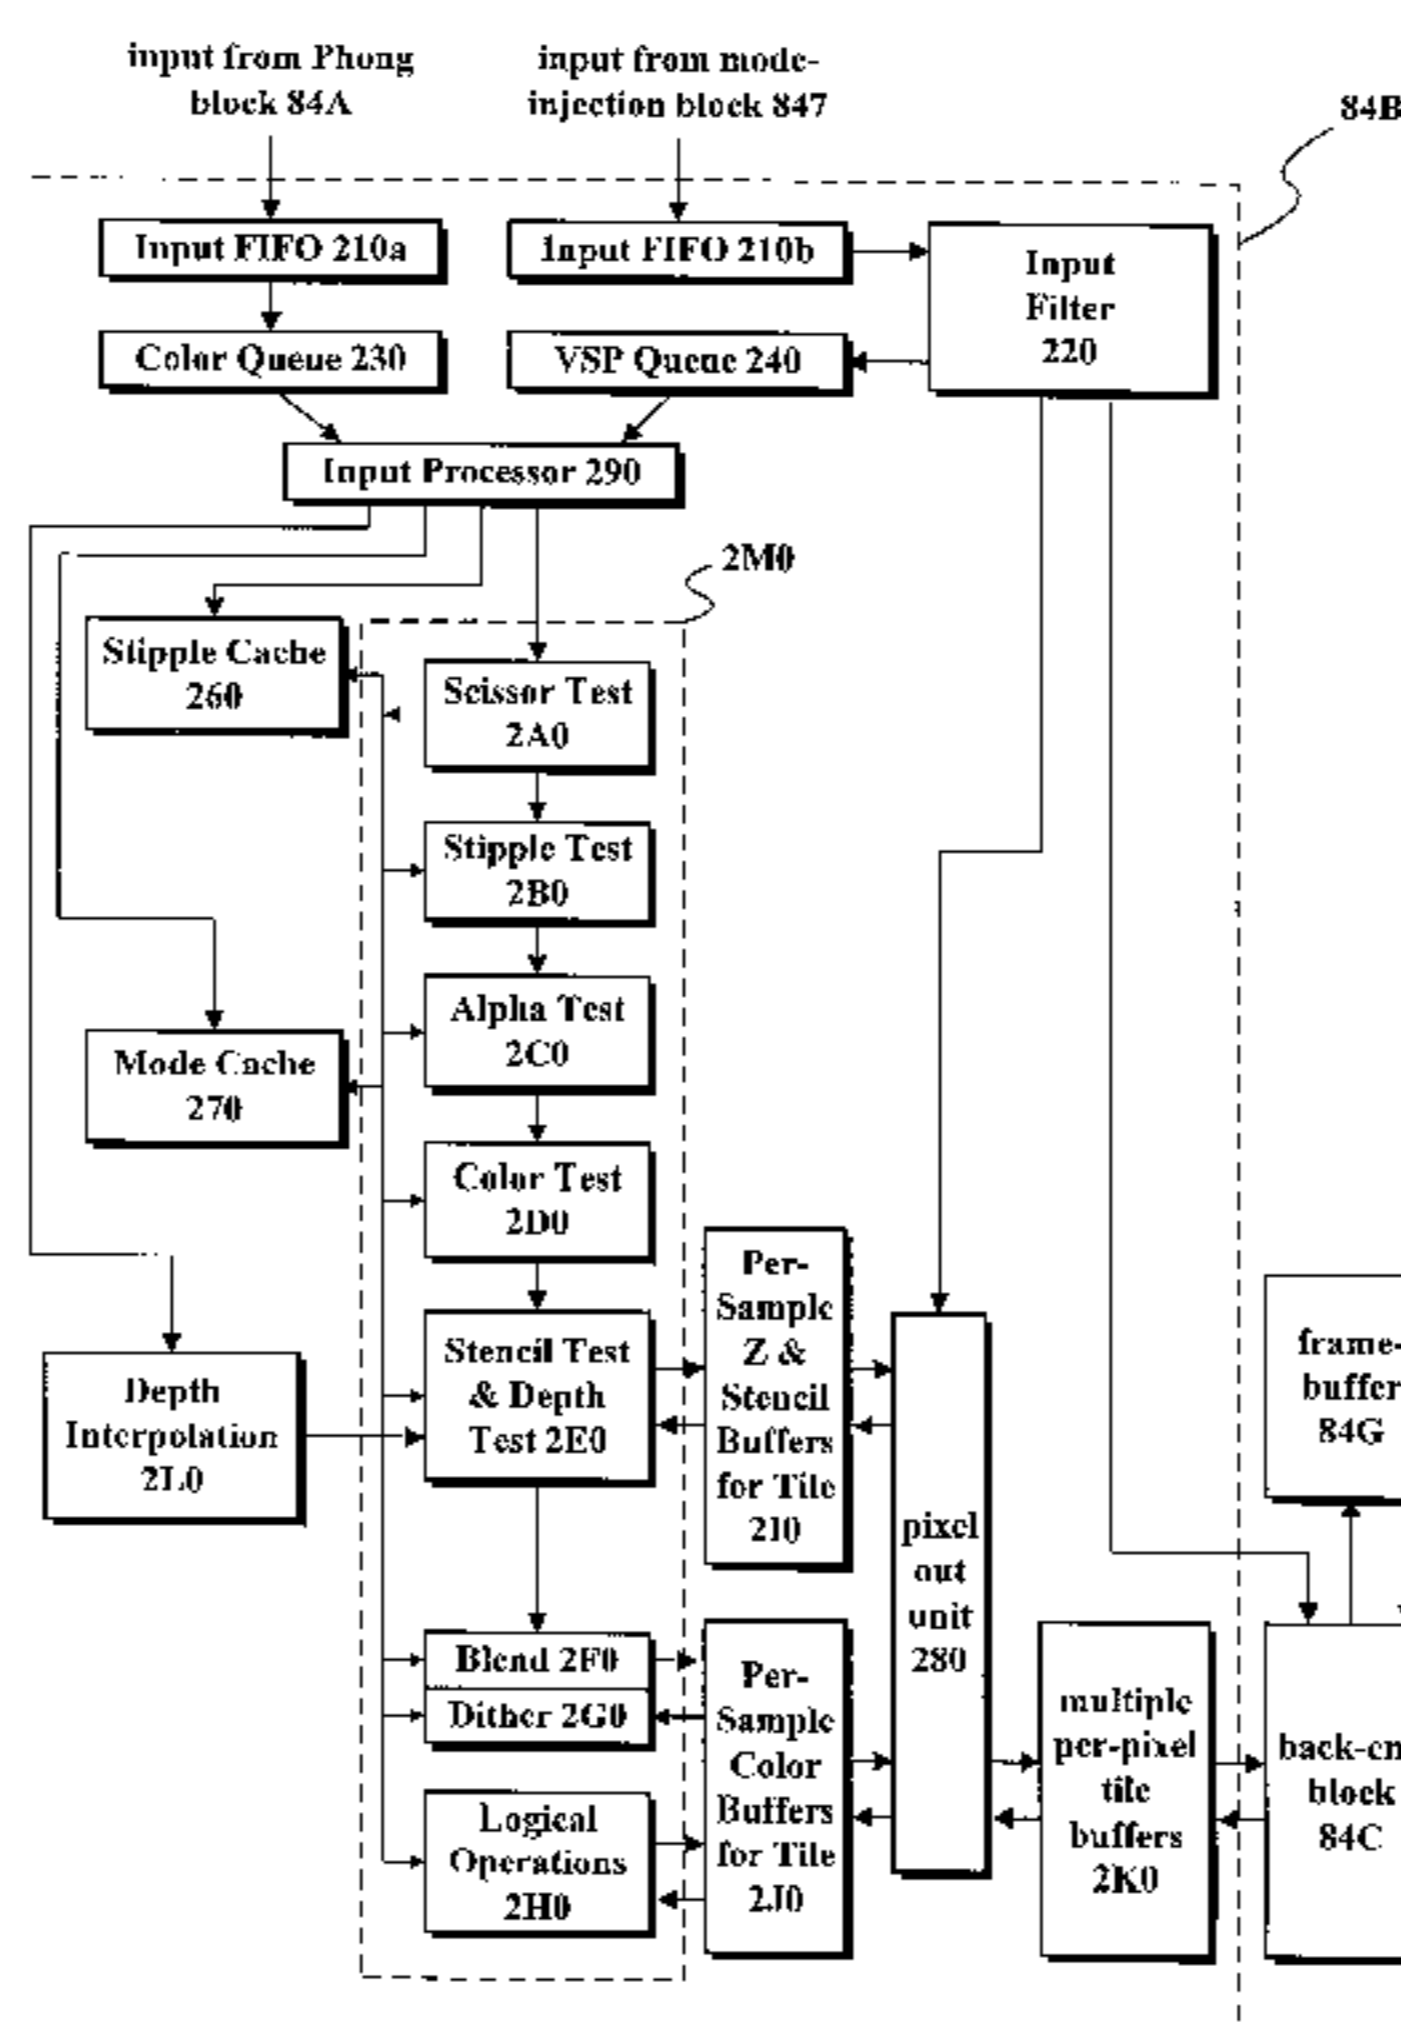 input from Phong
block 84A
input from mode-
injection block 847
84B
Input FIFO 210a
Input FIFO 210b
Input
Filter
220
Color Queue 230
VSP Queue 240
Input Processor 290
2M0
Stipple Cache
260
Scissor Test
2A0
Stipple Test
2B0
Alpha Test
2C0
Mode Cache
270
Color Test
2D0
Per-
Sample
Z &
Stencil
Buffers
for Tile
2I0
Stencil Test
& Depth
Test 2E0
Depth
Interpolation
2L0
frame-
buffer
84G
pixel
out
unit
280
Blend 2F0
Dither 2G0
Per-
Sample
Color
Buffers
for Tile
2J0
multiple
per-pixel
tile
buffers
2K0
back-en
block
84C
Logical
Operations
2H0